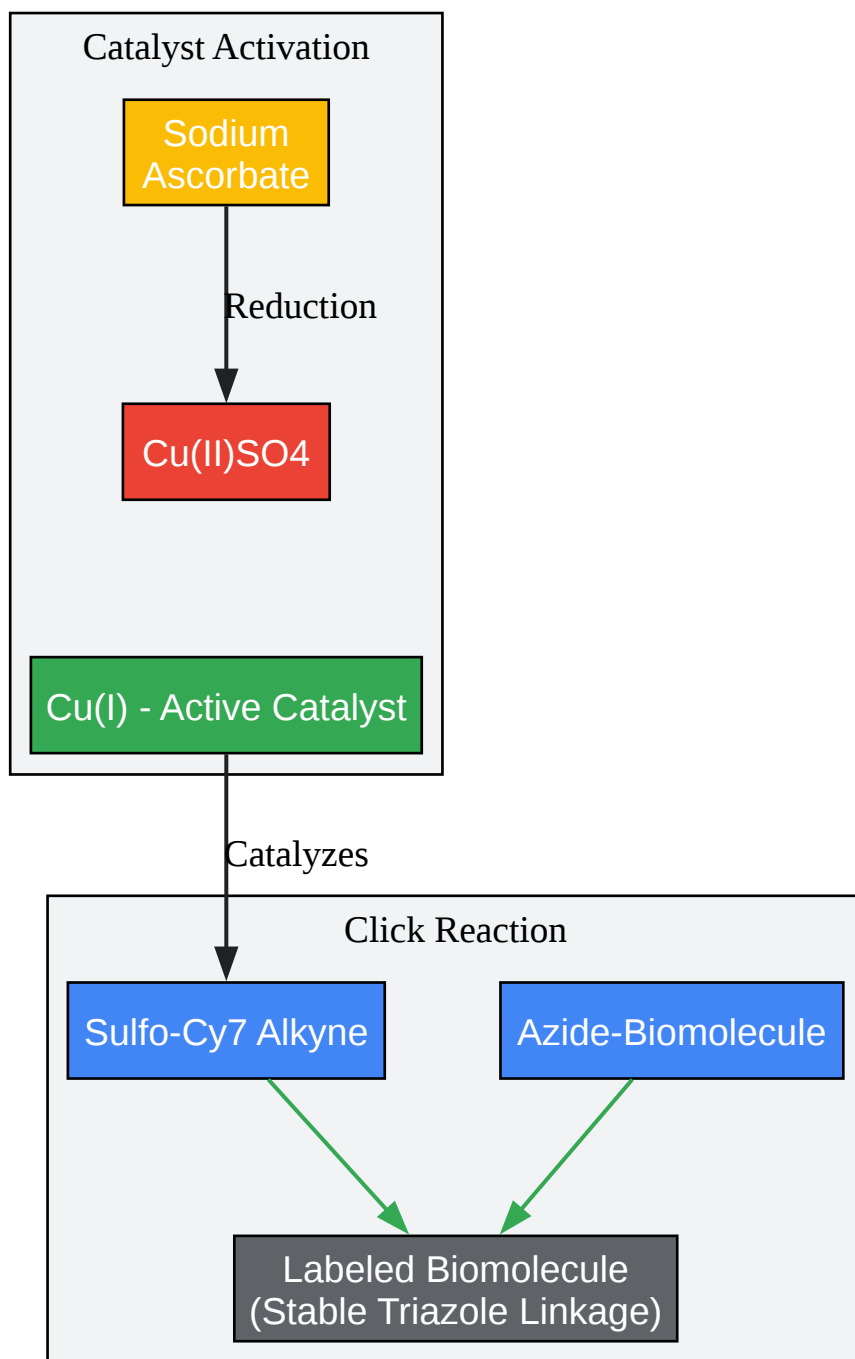 Catalyst Activation
Sodium
Ascorbate
Reduction
Cu(II)SO4
Cu(I) - Active Catalyst
Catalyzes
Click Reaction
Sulfo-Cy7 Alkyne
Azide-Biomolecule
Labeled Biomolecule
(Stable Triazole Linkage)